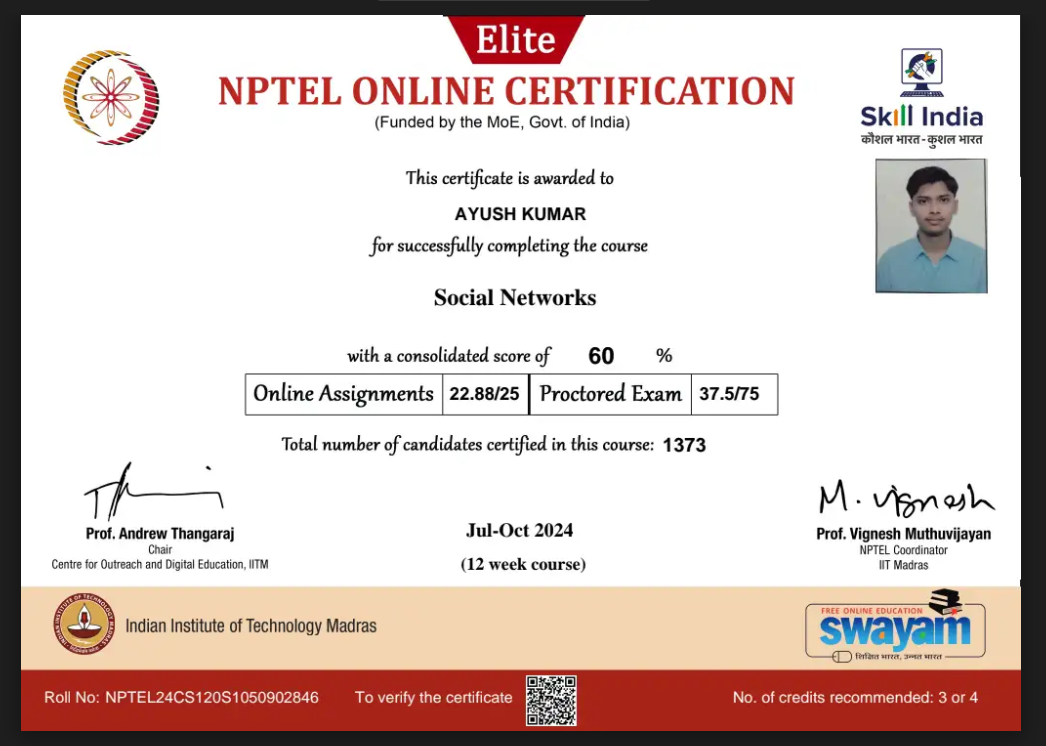 Elite
NPTEL ONLINE CERTIFICATION
(Funded by the MoE, Govt. of India)
Skill India
कौशल भारत - कुशल भारत
This certificate is awarded to
AYUSH KUMAR
for successfully completing the course
Social Networks
with a consolidated score of 60 %
Online Assignments 22.88/25 Proctored Exam 37.5/75
Total number of candidates certified in this course: 1373
M. Vignesh
Prof. Andrew Thangaraj
Chair
Centre for Outreach and Digital Education, IITM
Jul-Oct 2024
(12 week course)
Prof. Vignesh Muthuvijayan
NPTEL Coordinator
IIT Madras
INDIAN INSTITUTE OF TECHNOLOGY MADRAS
Indian Institute of Technology Madras
FREE ONLINE EDUCATION
swayam
शिक्षित भारत, उन्नत भारत
Roll No: NPTEL24CS120S1050902846 To verify the certificate No. of credits recommended: 3 or 4